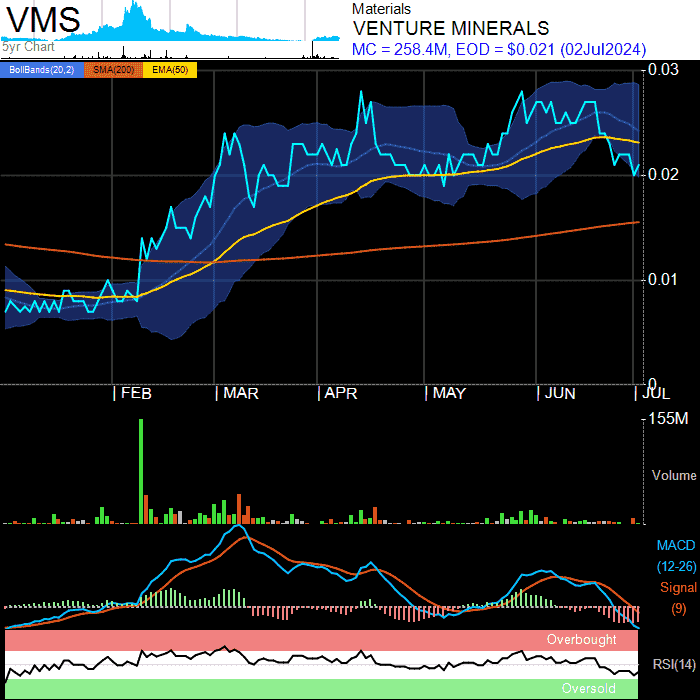 VMS
5yr Chart
Materials
VENTURE MINERALS
MC = 258.4M, EOD = $0.021 (02Jul2024)
BollBands(20,2) SMA(200) EMA(50)
0.03
0.02
0.01
0
FEB MAR APR MAY JUN JUL
155M
Volume
MACD
(12-26)
Signal
(9)
Overbought
RSI(14)
Oversold